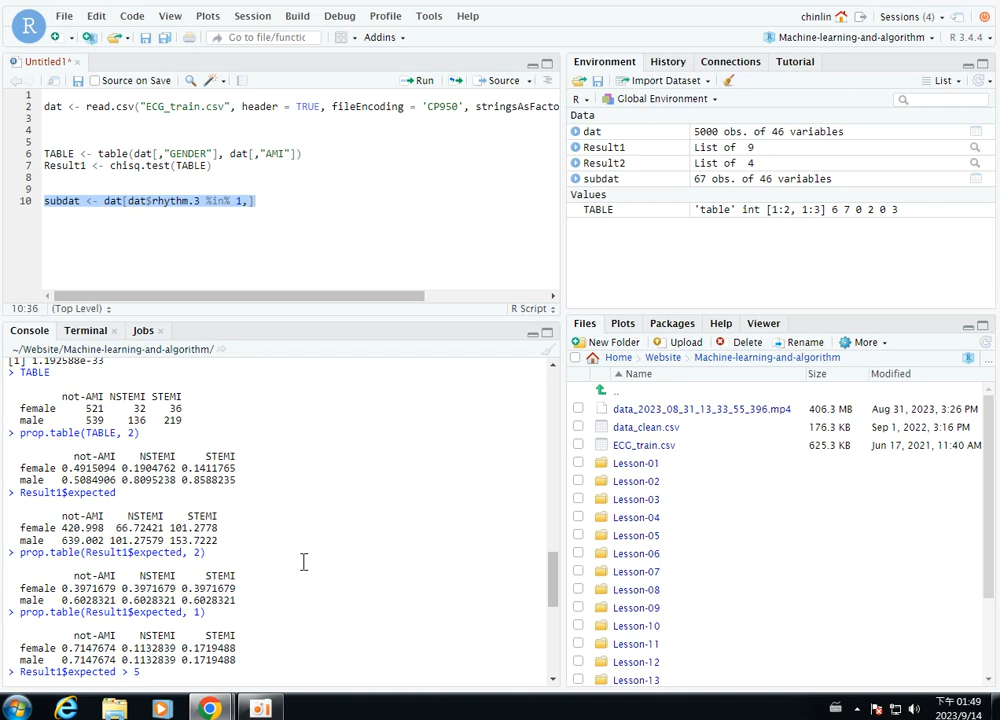 R
File Edit Code View Plots Session Build Debug Profile Tools Help
chinlin
Sessions (4)
Go to file/functic
Addins
Machine-learning-and-algorithm
R 3.4.4
Untitled1*
Source on Save
Run
Source
1
2 dat <- read.csv("ECG_train.csv", header = TRUE, fileEncoding = 'CP950', stringsAsFacto
3
4
5
6 TABLE <- table(dat[,"GENDER"], dat[,"AMI"])
7 Result1 <- chisq.test(TABLE)
8
9
10 subdat <- dat[dat$rhythm.3 %in% 1,]
10:36 (Top Level) R Script
Environment History Connections Tutorial
Import Dataset
List
R Global Environment
Data
dat 5000 obs. of 46 variables
Result1 List of 9
Result2 List of 4
subdat 67 obs. of 46 variables
Values
TABLE 'table' int [1:2, 1:3] 6 7 0 2 0 3
Console Terminal Jobs
~/Website/Machine-learning-and-algorithm/
[1] 1.192588e-33
> TABLE
not-AMI NSTEMI STEMI
female 521 32 36
male 539 136 219
> prop.table(TABLE, 2)
not-AMI NSTEMI STEMI
female 0.4915094 0.1904762 0.1411765
male 0.5084906 0.8095238 0.8588235
> Result1$expected
not-AMI NSTEMI STEMI
female 420.998 66.72421 101.2778
male 639.002 101.27579 153.7222
> prop.table(Result1$expected, 2)
not-AMI NSTEMI STEMI
female 0.3971679 0.3971679 0.3971679
male 0.6028321 0.6028321 0.6028321
> prop.table(Result1$expected, 1)
not-AMI NSTEMI STEMI
female 0.7147674 0.1132839 0.1719488
male 0.7147674 0.1132839 0.1719488
> Result1$expected > 5
Files Plots Packages Help Viewer
New Folder Upload Delete Rename More
Home Website Machine-learning-and-algorithm
...
Name Size Modified
..
data_2023_08_31_13_33_55_396.mp4 406.3 MB Aug 31, 2023, 3:26 PM
data_clean.csv 176.3 KB Sep 1, 2022, 3:16 PM
ECG_train.csv 625.3 KB Jun 17, 2021, 11:40 AM
Lesson-01
Lesson-02
Lesson-03
Lesson-04
Lesson-05
Lesson-06
Lesson-07
Lesson-08
Lesson-09
Lesson-10
Lesson-11
Lesson-12
Lesson-13
下午 01:49
2023/9/14